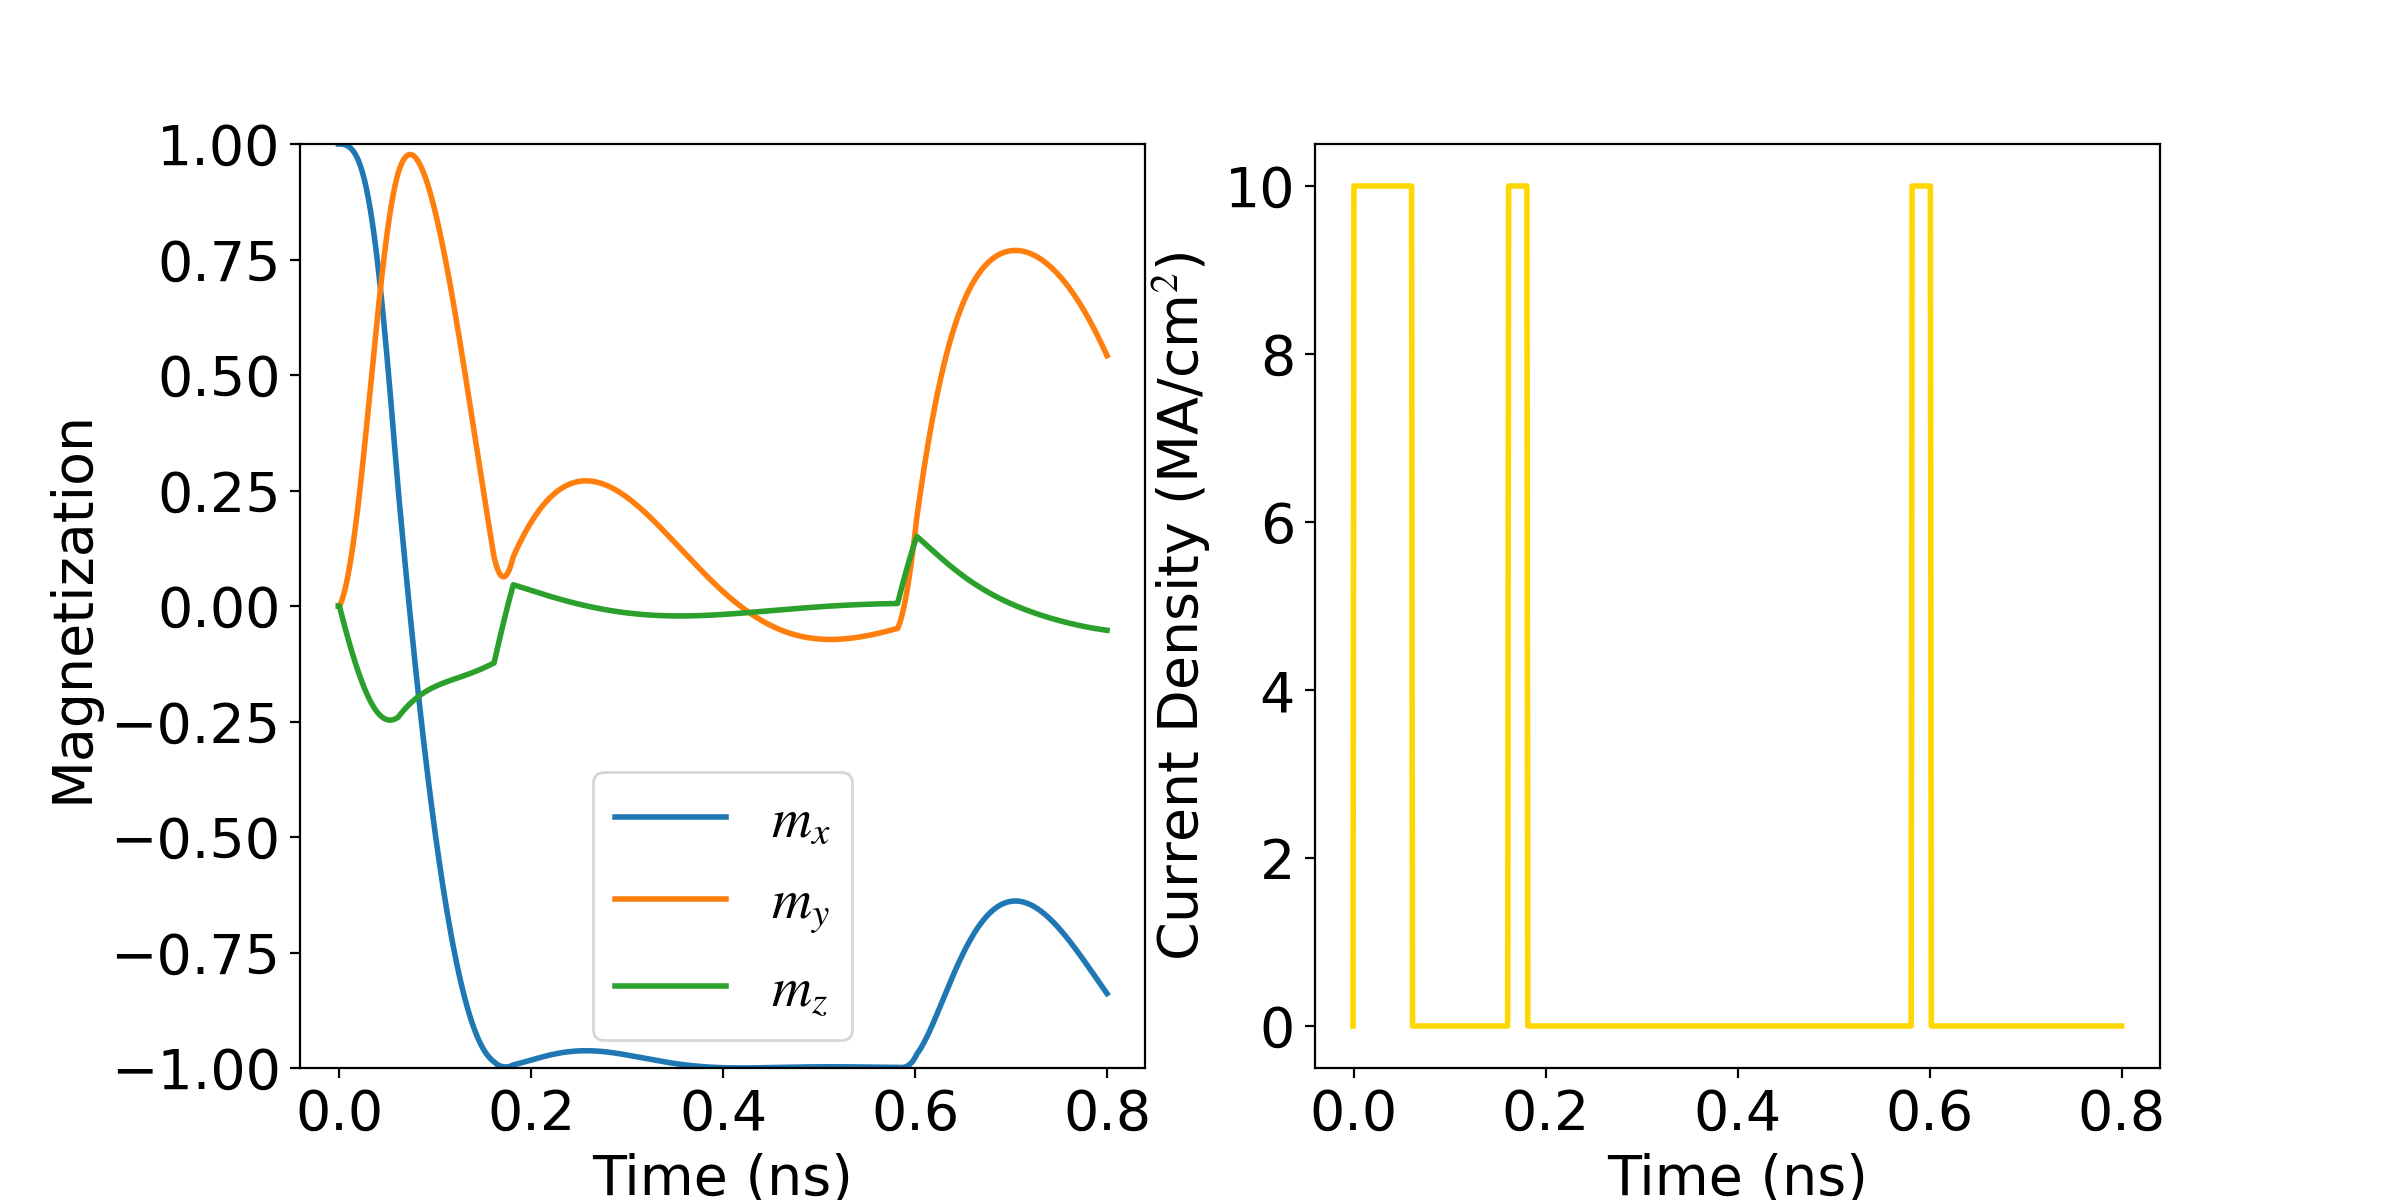 1.00
0.75
0.50
0.25
0.00
−0.25
−0.50
−0.75
−1.00
Magnetization
0.0 0.2 0.4 0.6 0.8
Time (ns)
m_x
m_y
m_z
10
8
6
4
2
0
Current Density (MA/cm²)
0.0 0.2 0.4 0.6 0.8
Time (ns)